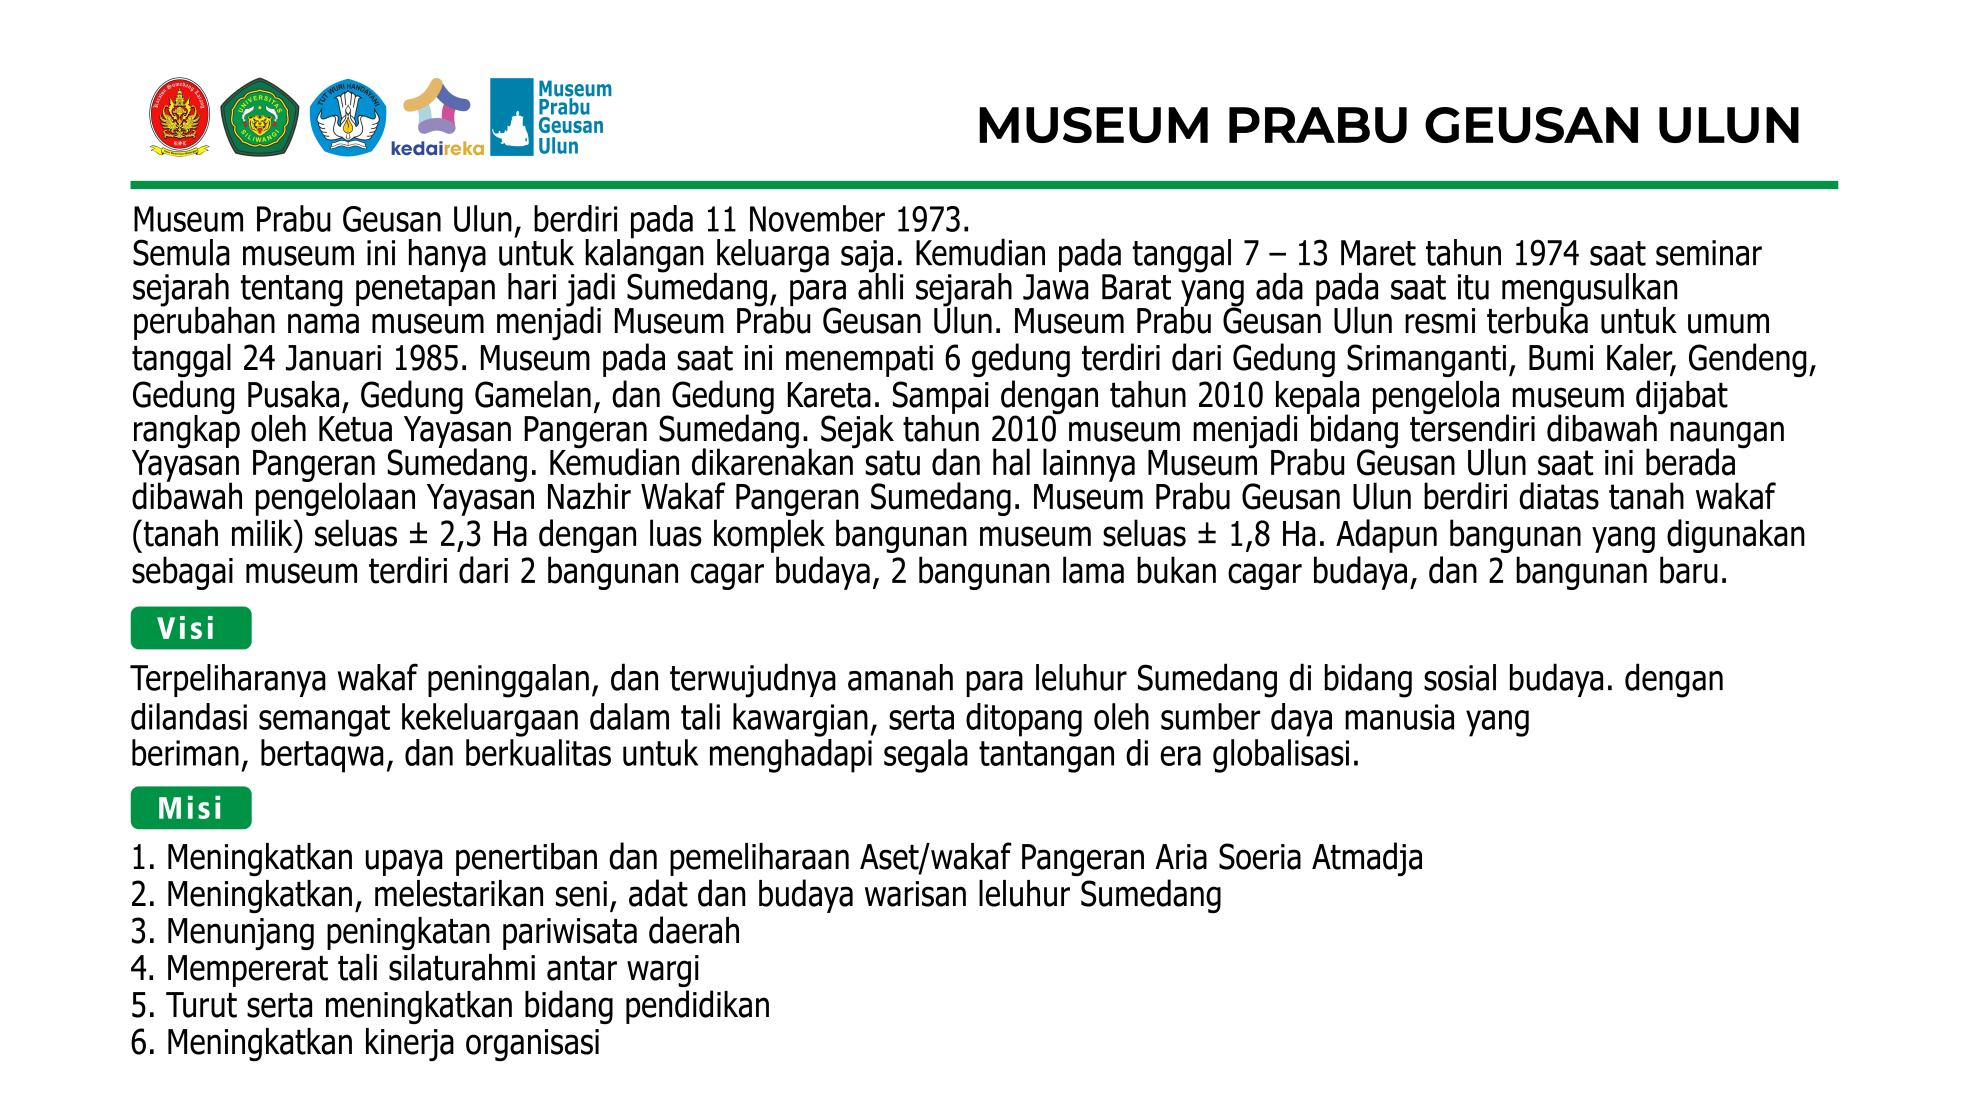 UNIVERSITAS
SILIWANGI
TUT WURI HANDAYANI
kedaireka
Museum
Prabu
Geusan
Ulun
MUSEUM PRABU GEUSAN ULUN
Museum Prabu Geusan Ulun, berdiri pada 11 November 1973.
Semula museum ini hanya untuk kalangan keluarga saja. Kemudian pada tanggal 7 – 13 Maret tahun 1974 saat seminar
sejarah tentang penetapan hari jadi Sumedang, para ahli sejarah Jawa Barat yang ada pada saat itu mengusulkan
perubahan nama museum menjadi Museum Prabu Geusan Ulun. Museum Prabu Geusan Ulun resmi terbuka untuk umum
tanggal 24 Januari 1985. Museum pada saat ini menempati 6 gedung terdiri dari Gedung Srimanganti, Bumi Kaler, Gendeng,
Gedung Pusaka, Gedung Gamelan, dan Gedung Kareta. Sampai dengan tahun 2010 kepala pengelola museum dijabat
rangkap oleh Ketua Yayasan Pangeran Sumedang. Sejak tahun 2010 museum menjadi bidang tersendiri dibawah naungan
Yayasan Pangeran Sumedang. Kemudian dikarenakan satu dan hal lainnya Museum Prabu Geusan Ulun saat ini berada
dibawah pengelolaan Yayasan Nazhir Wakaf Pangeran Sumedang. Museum Prabu Geusan Ulun berdiri diatas tanah wakaf
(tanah milik) seluas ± 2,3 Ha dengan luas komplek bangunan museum seluas ± 1,8 Ha. Adapun bangunan yang digunakan
sebagai museum terdiri dari 2 bangunan cagar budaya, 2 bangunan lama bukan cagar budaya, dan 2 bangunan baru.
Visi
Terpeliharanya wakaf peninggalan, dan terwujudnya amanah para leluhur Sumedang di bidang sosial budaya. dengan
dilandasi semangat kekeluargaan dalam tali kawargian, serta ditopang oleh sumber daya manusia yang
beriman, bertaqwa, dan berkualitas untuk menghadapi segala tantangan di era globalisasi.
Misi
1. Meningkatkan upaya penertiban dan pemeliharaan Aset/wakaf Pangeran Aria Soeria Atmadja
2. Meningkatkan, melestarikan seni, adat dan budaya warisan leluhur Sumedang
3. Menunjang peningkatan pariwisata daerah
4. Mempererat tali silaturahmi antar wargi
5. Turut serta meningkatkan bidang pendidikan
6. Meningkatkan kinerja organisasi